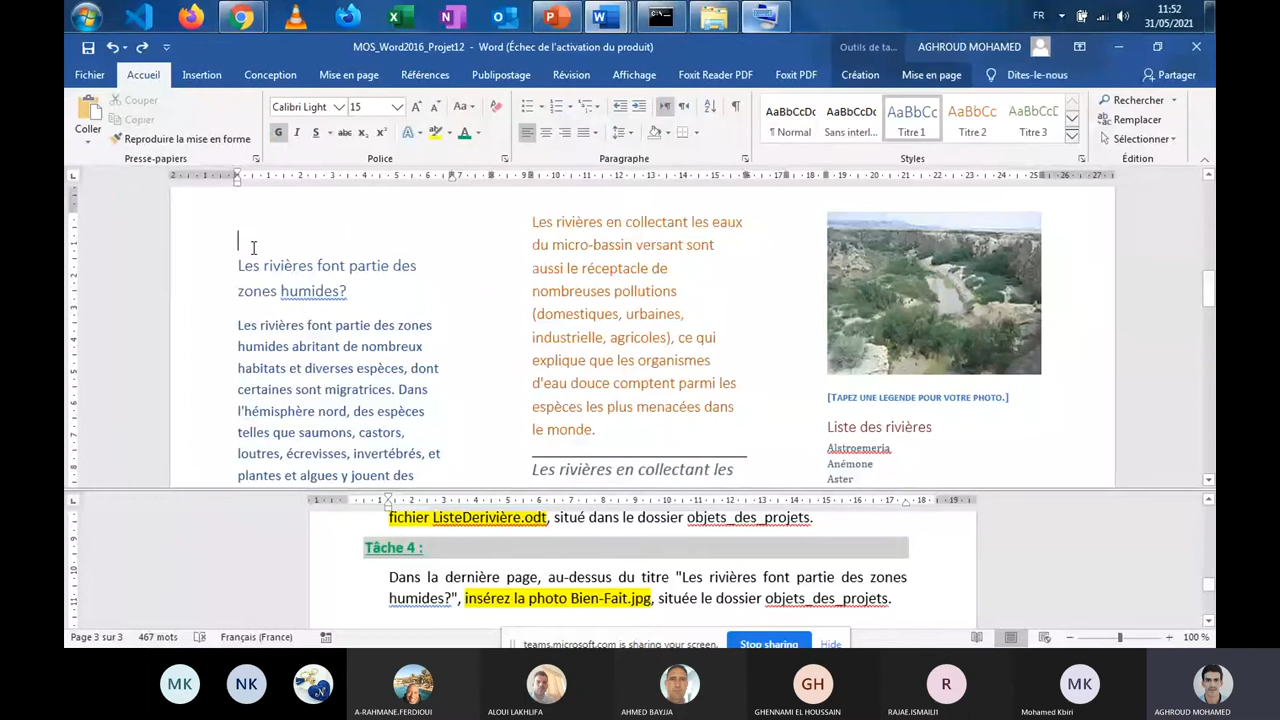 FR
11:52
31/05/2021
MOS_Word2016_Projet12 - Word (Échec de l'activation du produit)
Outils de ta...
AGHROUD MOHAMED
Fichier
Accueil
Insertion
Conception
Mise en page
Références
Publipostage
Révision
Affichage
Foxit Reader PDF
Foxit PDF
Création
Mise en page
Dites-le-nous
Partager
Coller
Couper
Copier
Reproduire la mise en forme
Presse-papiers
Calibri Light
15
Police
Paragraphe
AaBbCcDc
¶ Normal
AaBbCcDc
Sans interl...
AaBbCc
Titre 1
AaBbCc
Titre 2
AaBbCcD
Titre 3
Styles
Rechercher
Remplacer
Sélectionner
Édition
Les rivières font partie des
zones humides?
Les rivières font partie des zones
humides abritant de nombreux
habitats et diverses espèces, dont
certaines sont migratrices. Dans
l'hémisphère nord, des espèces
telles que saumons, castors,
loutres, écrevisses, invertébrés, et
plantes et algues y jouent des
Les rivières en collectant les eaux
du micro-bassin versant sont
aussi le réceptacle de
nombreuses pollutions
(domestiques, urbaines,
industrielle, agricoles), ce qui
explique que les organismes
d'eau douce comptent parmi les
espèces les plus menacées dans
le monde.
Les rivières en collectant les
[TAPEZ UNE LEGENDE POUR VOTRE PHOTO.]
Liste des rivières
Alstroemeria
Anémone
Aster
fichier ListeDerivière.odt, situé dans le dossier objets_des_projets.
Tâche 4 :
Dans la dernière page, au-dessus du titre "Les rivières font partie des zones
humides?", insérez la photo Bien-Fait.jpg, située le dossier objets_des_projets.
Page 3 sur 3
467 mots
Français (France)
100 %
teams.microsoft.com is sharing your screen.
Stop sharing
Hide
MK
NK
A-RAHMANE.FERDIOUI
ALOUI LAKHLIFA
AHMED BAYJJA
GH
GHENNAMI EL HOUSSAIN
R
RAJAE.ISMAILI1
MK
Mohamed Kbiri
AGHROUD MOHAMED